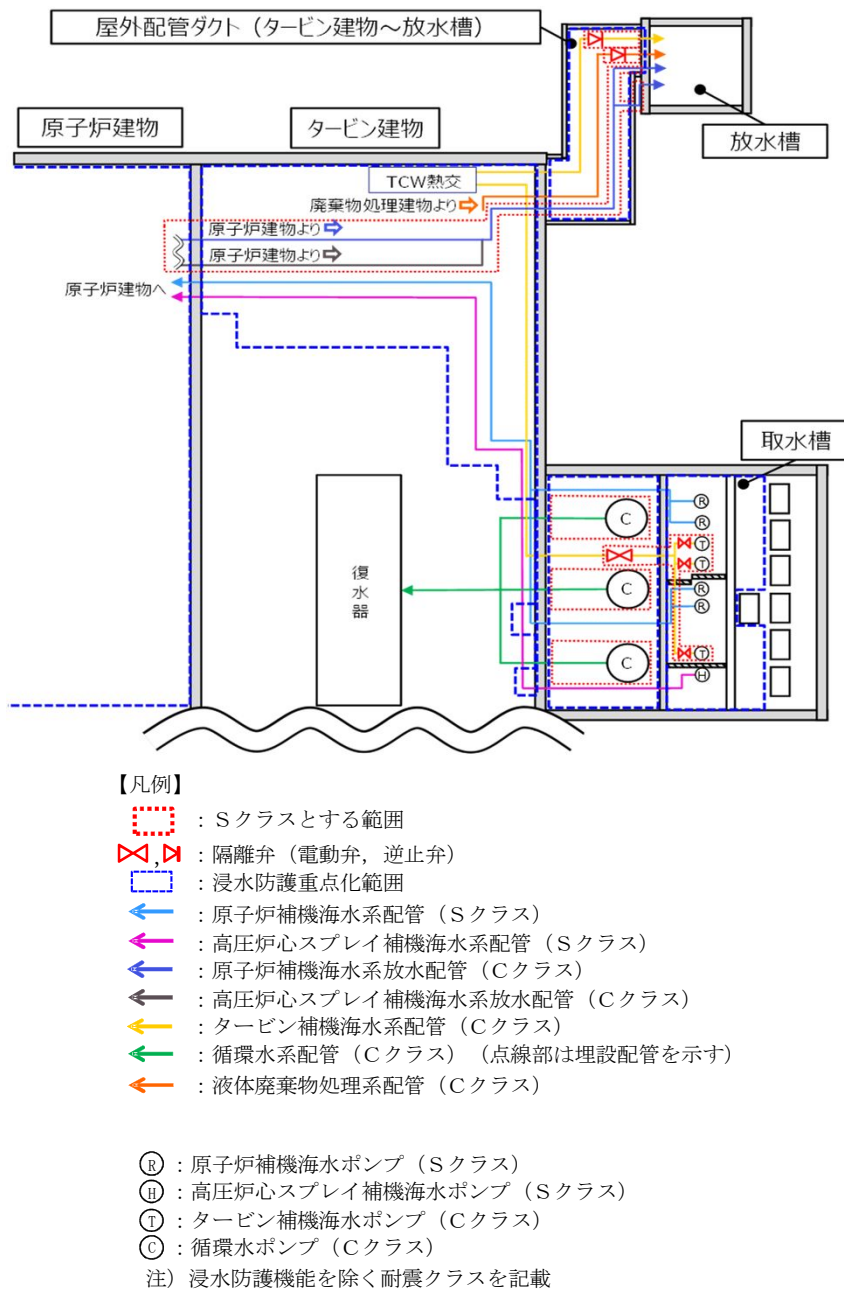 屋外配管ダクト（タービン建物～放水槽）
原子炉建物
タービン建物
放水槽
TCW熱交
廃棄物処理建物より
原子炉建物より
原子炉建物より
原子炉建物へ
取水槽
復水器
C
C
C
R
R
T
T
R
R
T
H
【凡例】
：Ｓクラスとする範囲
,
：隔離弁（電動弁，逆止弁）
：浸水防護重点化範囲
：原子炉補機海水系配管（Ｓクラス）
：高圧炉心スプレイ補機海水系配管（Ｓクラス）
：原子炉補機海水系放水配管（Ｃクラス）
：高圧炉心スプレイ補機海水系放水配管（Ｃクラス）
：タービン補機海水系配管（Ｃクラス）
：循環水系配管（Ｃクラス）（点線部は埋設配管を示す）
：液体廃棄物処理系配管（Ｃクラス）
Ⓡ：原子炉補機海水ポンプ（Ｓクラス）
Ⓗ：高圧炉心スプレイ補機海水ポンプ（Ｓクラス）
Ⓣ：タービン補機海水ポンプ（Ｃクラス）
Ⓒ：循環水ポンプ（Ｃクラス）
注）浸水防護機能を除く耐震クラスを記載